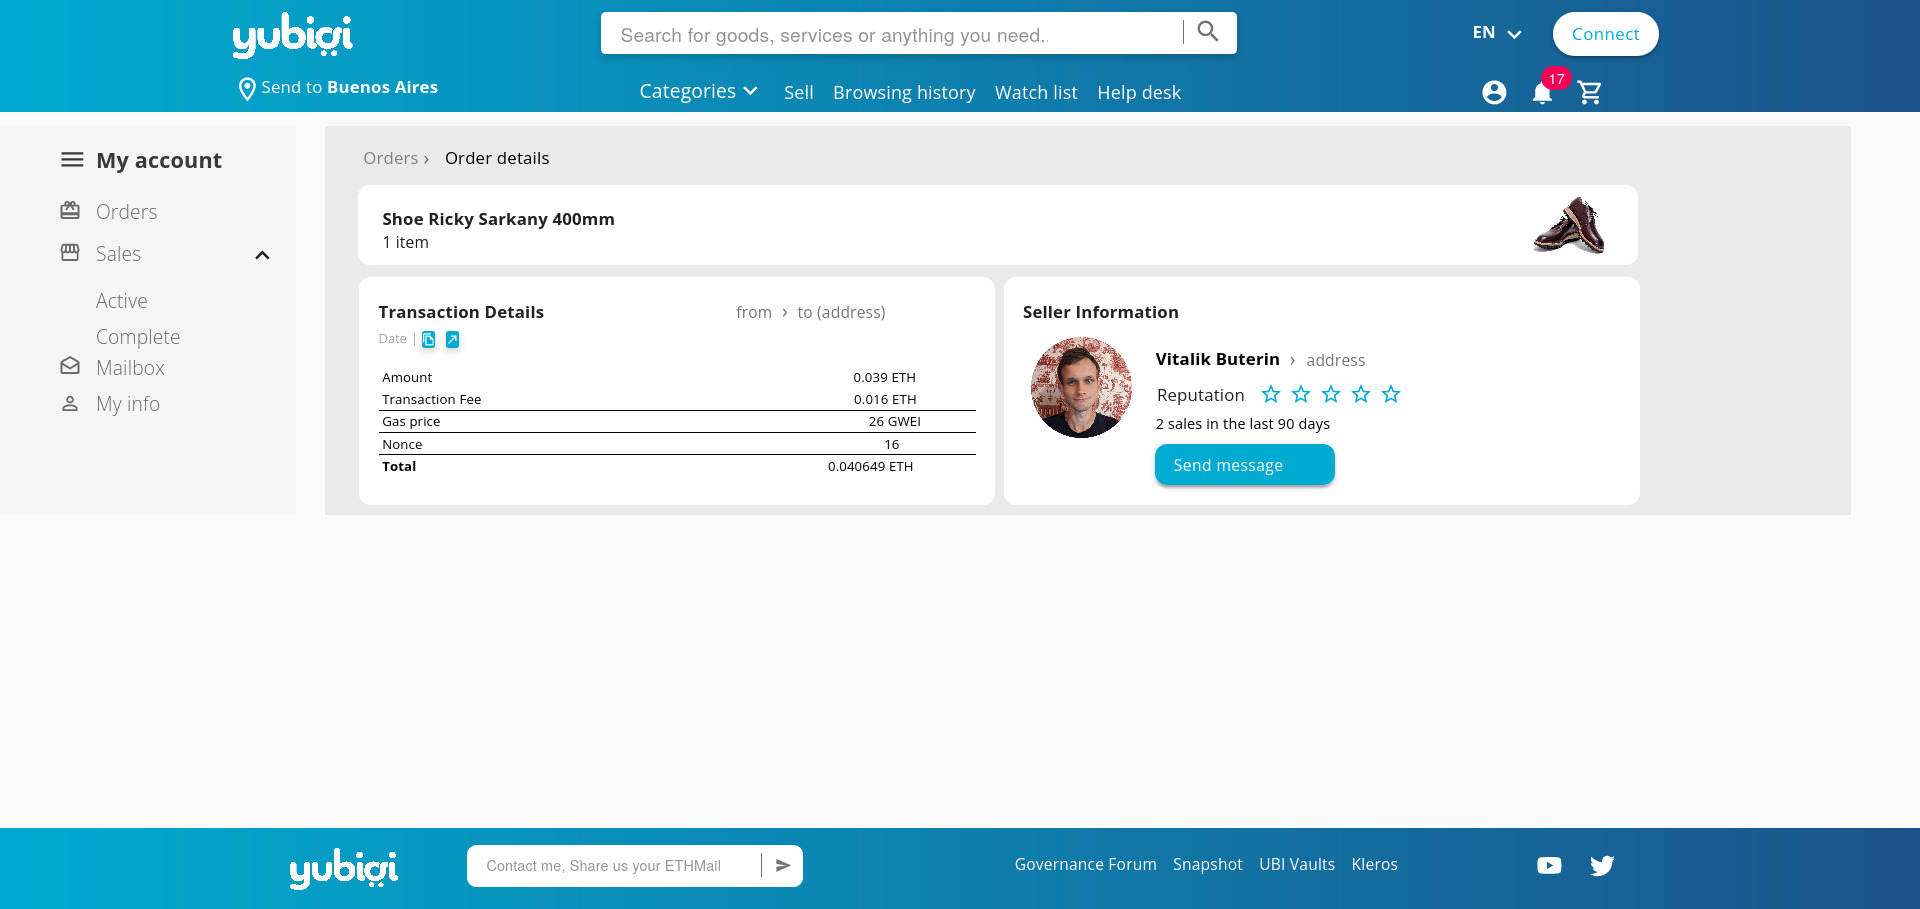 yubiqi
Search for goods, services or anything you need..
EN
Connect
Send to Buenos Aires
Categories
Sell
Browsing history
Watch list
Help desk
17
My account
Orders
Sales
Active
Complete
Mailbox
My info
Orders › Order details
Shoe Ricky Sarkany 400mm
1 item
Transaction Details
from › to (address)
Date |
Amount 0.039 ETH
Transaction Fee 0.016 ETH
Gas price 26 GWEI
Nonce 16
Total 0.040649 ETH
Seller Information
Vitalik Buterin › address
Reputation
2 sales in the last 90 days
Send message
yubiqi
Contact me, Share us your ETHMail
Governance Forum
Snapshot
UBI Vaults
Kleros